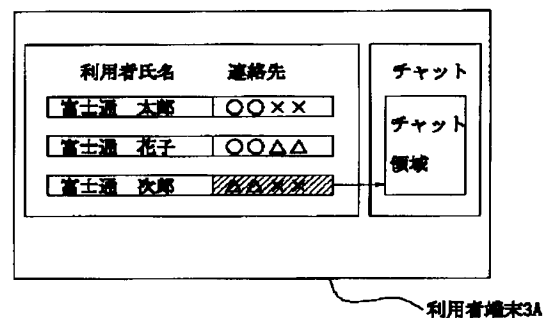 利用者氏名 連絡先
富士通 太郎 ○○××
富士通 花子 ○○△△
富士通 次郎 △△××
チャット
チャット
領域
利用者端末3A